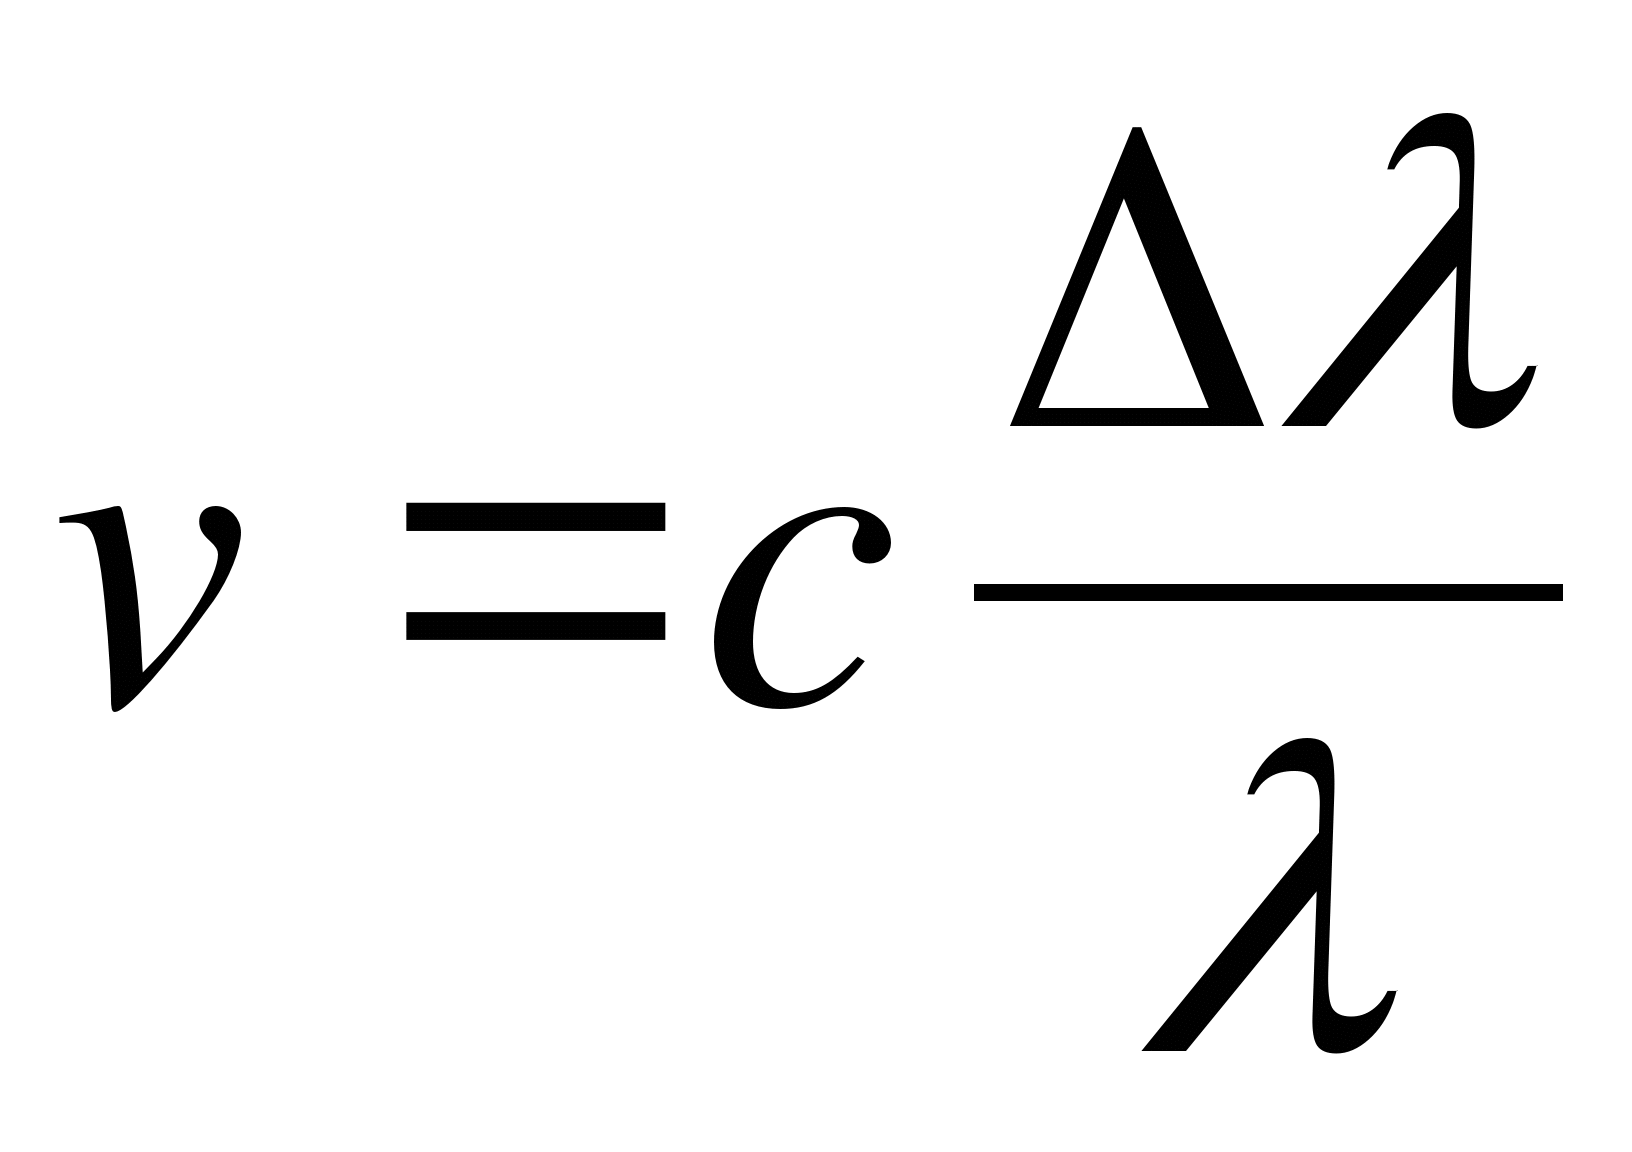 v = c Δλ / λ